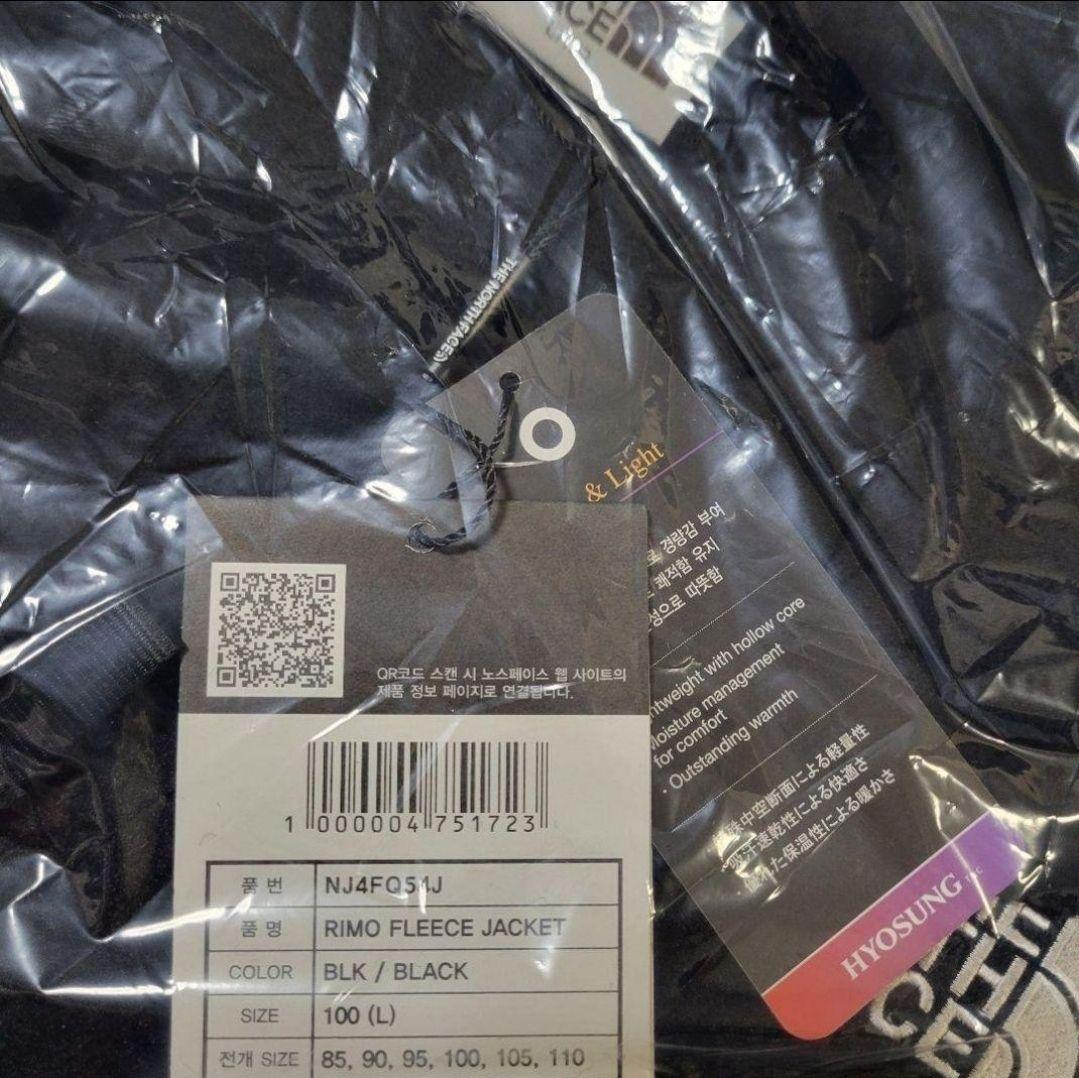 CE
THE NORTH FACE
& Light
경량감 부여
쾌적함 유지
따뜻함
with hollow core
Moisture management
for comfort
· Outstanding warmth
中空断面による軽量性
吸汗速乾性による快適さ
た保温性による暖かさ
HYOSUNG
QR코드 스캔 시 노스페이스 웹 사이트의
제품 정보 페이지로 연결됩니다.
1 000004 751723
품 번 NJ4FQ54J
품 명 RIMO FLEECE JACKET
COLOR BLK / BLACK
SIZE 100 (L)
전개 SIZE 85, 90, 95, 100, 105, 110